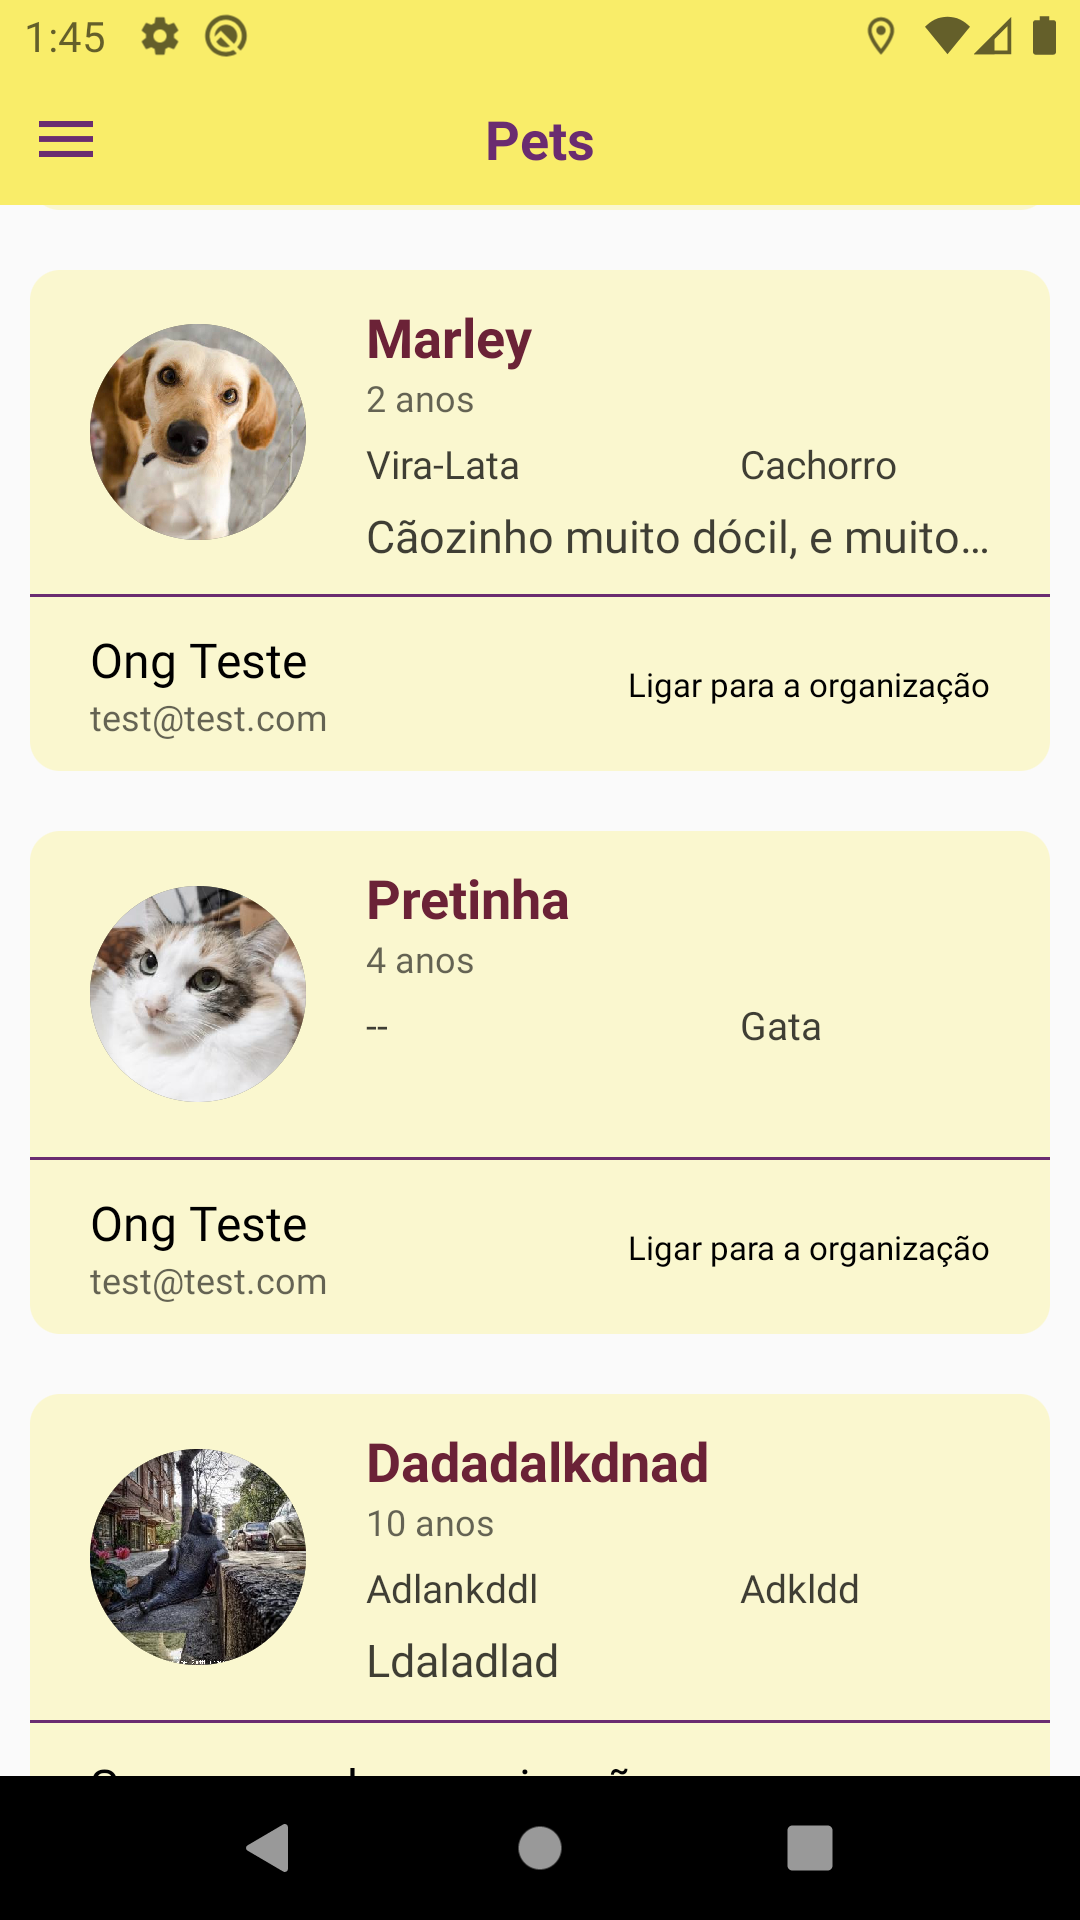 1:45
Pets
Marley
2 anos
Vira-Lata Cachorro
Cãozinho muito dócil, e muito...
Ong Teste
test@test.com
Ligar para a organização
Pretinha
4 anos
-- Gata
Ong Teste
test@test.com
Ligar para a organização
Dadadalkdnad
10 anos
Adlankddl Adkldd
Ldaladlad